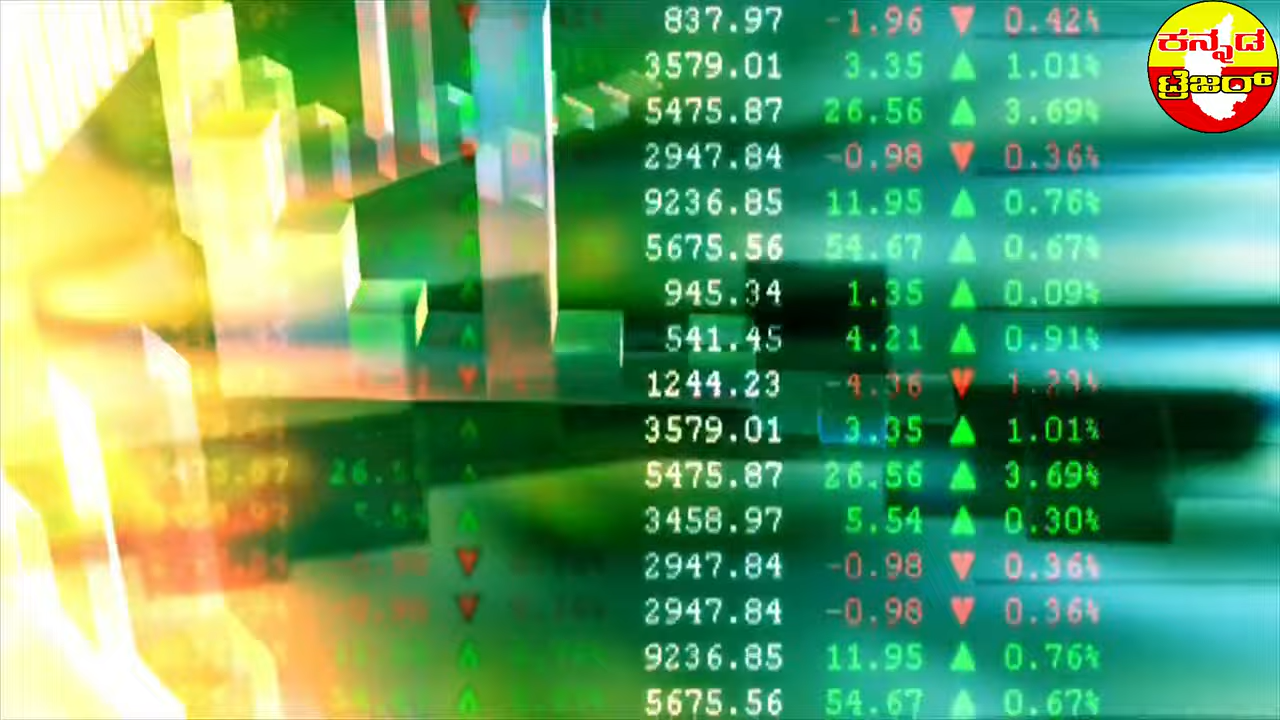 ಕನ್ನಡ
ಟ್ರೆಜರ್
837.97 -1.96 ▼ 0.42%
3579.01 3.35 ▲ 1.01%
5475.87 26.56 ▲ 3.69%
2947.84 -0.98 ▼ 0.36%
9236.85 11.95 ▲ 0.76%
5675.56 54.67 ▲ 0.67%
945.34 1.35 ▲ 0.09%
541.45 4.21 ▲ 0.91%
1244.23 -4.36 ▼
3579.01 3.35 ▲ 1.01%
5475.87 26.56 ▲ 3.69%
3458.97 5.54 ▲ 0.30%
2947.84 -0.98 ▼ 0.36%
2947.84 -0.98 ▼ 0.36%
9236.85 11.95 ▲ 0.76%
5675.56 54.67 ▲ 0.67%